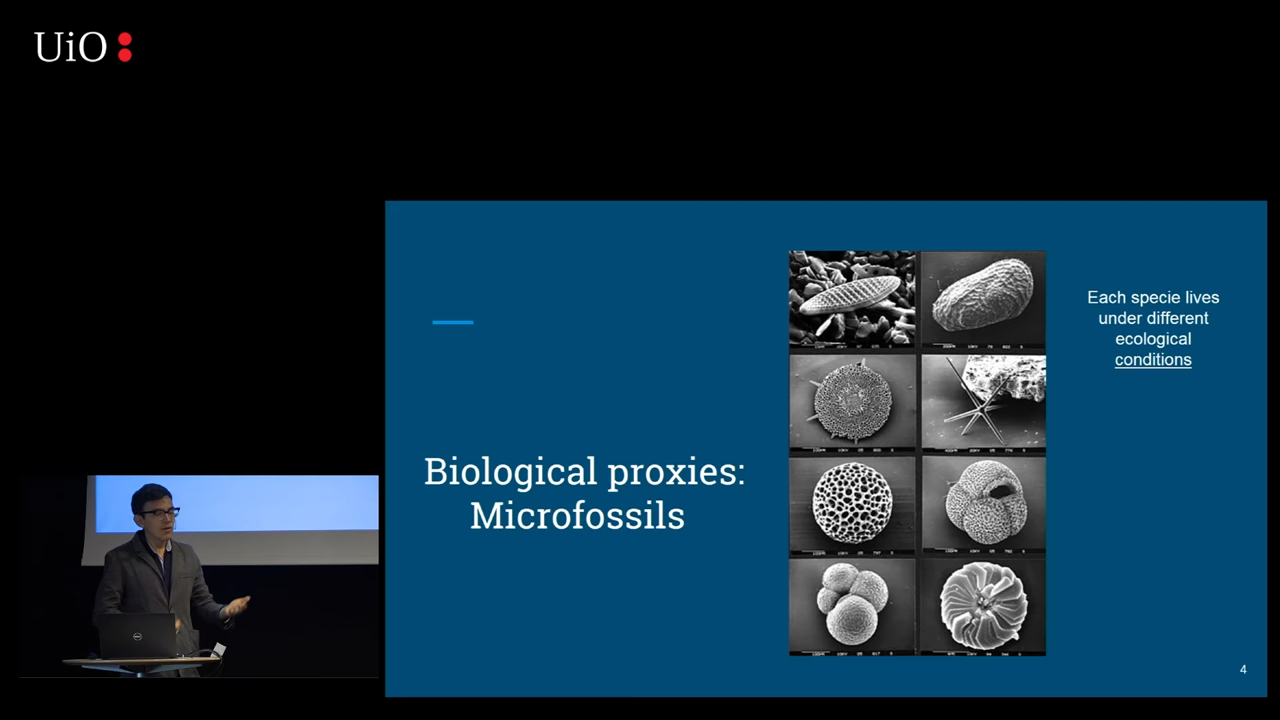 UiO
Biological proxies:
Microfossils
Each specie lives
under different
ecological
conditions
4